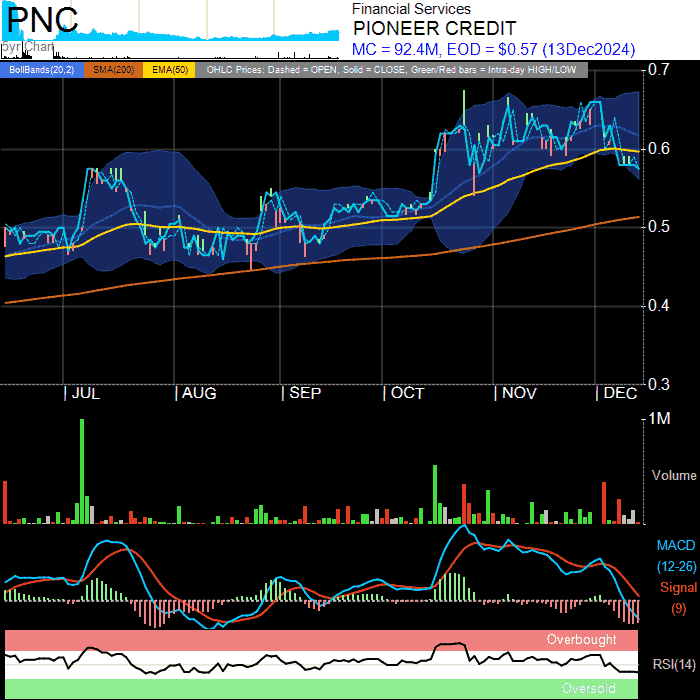 PNC
5yr Chart
Financial Services
PIONEER CREDIT
MC = 92.4M, EOD = $0.57 (13Dec2024)
BollBands(20,2) SMA(200) EMA(50) OHLC Prices: Dashed = OPEN, Solid = CLOSE, Green/Red bars = Intra-day HIGH/LOW
0.7
0.6
0.5
0.4
0.3
JUL AUG SEP OCT NOV DEC
1M
Volume
MACD
(12-26)
Signal
(9)
Overbought
RSI(14)
Oversold